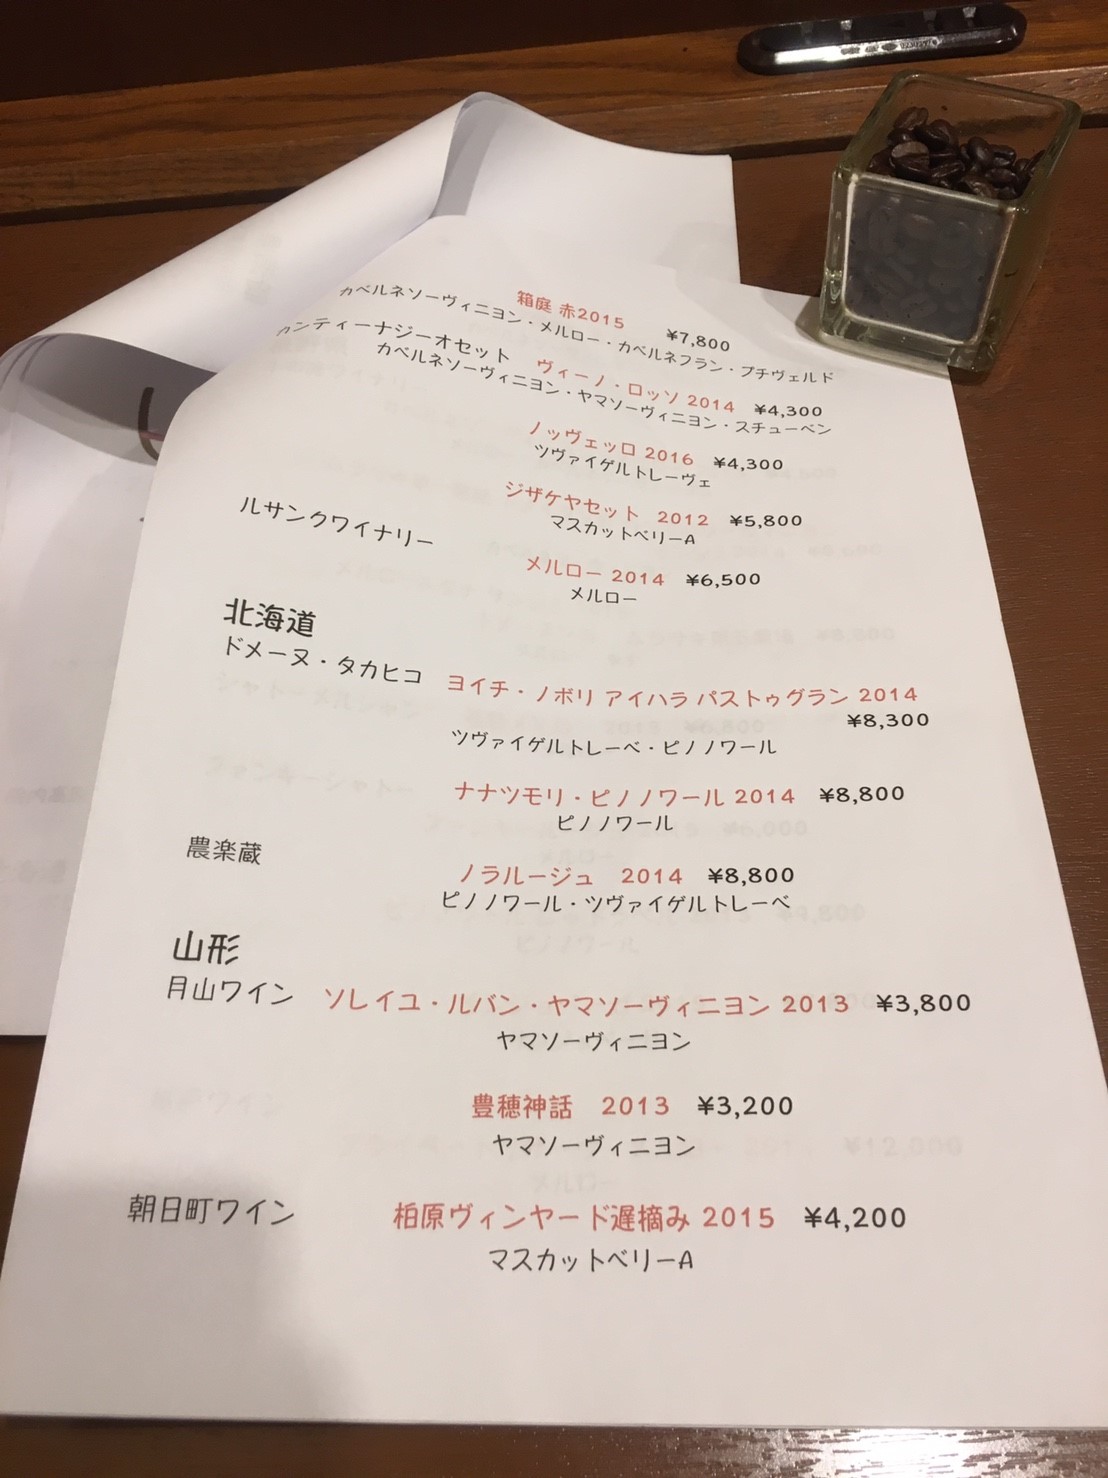 箱庭 赤2015 ¥7,800
カベルネソーヴィニヨン・メルロー・カベルネフラン・プチヴェルド
カンティーナジーオセット ヴィーノ・ロッソ 2014 ¥4,300
カベルネソーヴィニヨン・ヤマソーヴィニヨン・スチューベン
ノッヴェッロ 2016 ¥4,300
ツヴァイゲルトレーヴェ
ジザケヤセット 2012 ¥5,800
マスカットベリーA
ルサンクワイナリー
メルロー 2014 ¥6,500
メルロー
北海道
ドメーヌ・タカヒコ ヨイチ・ノボリ アイハラ パストゥグラン 2014
¥8,300
ツヴァイゲルトレーベ・ピノノワール
ナナツモリ・ピノノワール 2014 ¥8,800
ピノノワール
農楽蔵
ノラルージュ 2014 ¥8,800
ピノノワール・ツヴァイゲルトレーベ
山形
月山ワイン ソレイユ・ルバン・ヤマソーヴィニヨン 2013 ¥3,800
ヤマソーヴィニヨン
豊穂神話 2013 ¥3,200
ヤマソーヴィニヨン
朝日町ワイン 柏原ヴィンヤード遅摘み 2015 ¥4,200
マスカットベリーA